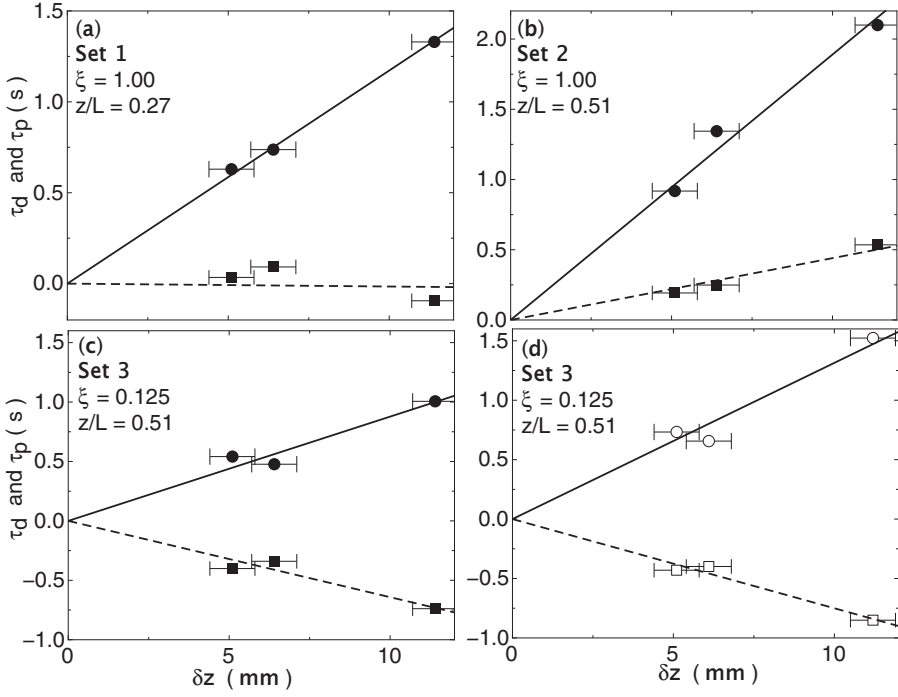 (a)
Set 1
ξ = 1.00
z/L = 0.27
τd and τp (s)
1.5
1.0
0.5
0.0
(b)
Set 2
ξ = 1.00
z/L = 0.51
2.0
1.5
1.0
0.5
0.0
(c)
Set 3
ξ = 0.125
z/L = 0.51
τd and τp (s)
1.5
1.0
0.5
0.0
−0.5
−1.0
0
5
10
δz (mm)
(d)
Set 3
ξ = 0.125
z/L = 0.51
1.5
1.0
0.5
0.0
−0.5
−1.0
0
5
10
δz (mm)